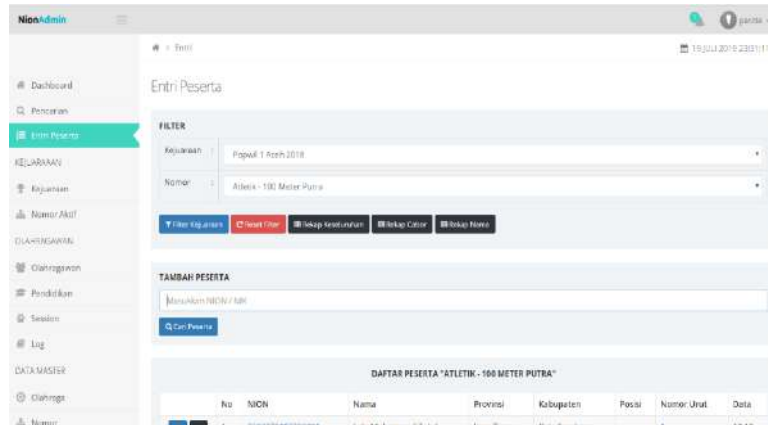 NionAdmin
panitia
Entri
19 JULI 2019 23:31:11
Dashboard
Entri Peserta
Pencarian
Entri Peserta
FILTER
KEJUARAAN
Kejuaraan : Popwil 1 Aceh 2018
Kejuaraan
Nomor : Atletik - 100 Meter Putra
Nomor Aktif
Filter Kejuaraan Reset Filter Rekap Keseluruhan Rekap Cabor Rekap Nomor
OLAHRAGAWAN
Olahragawan
TAMBAH PESERTA
Pendidikan
Masukkan NION / NIK
Session
Cari Peserta
Log
DATA MASTER
DAFTAR PESERTA "ATLETIK - 100 METER PUTRA"
Olahraga
No NION Nama Provinsi Kabupaten Posisi Nomor Urut Data
Nomor